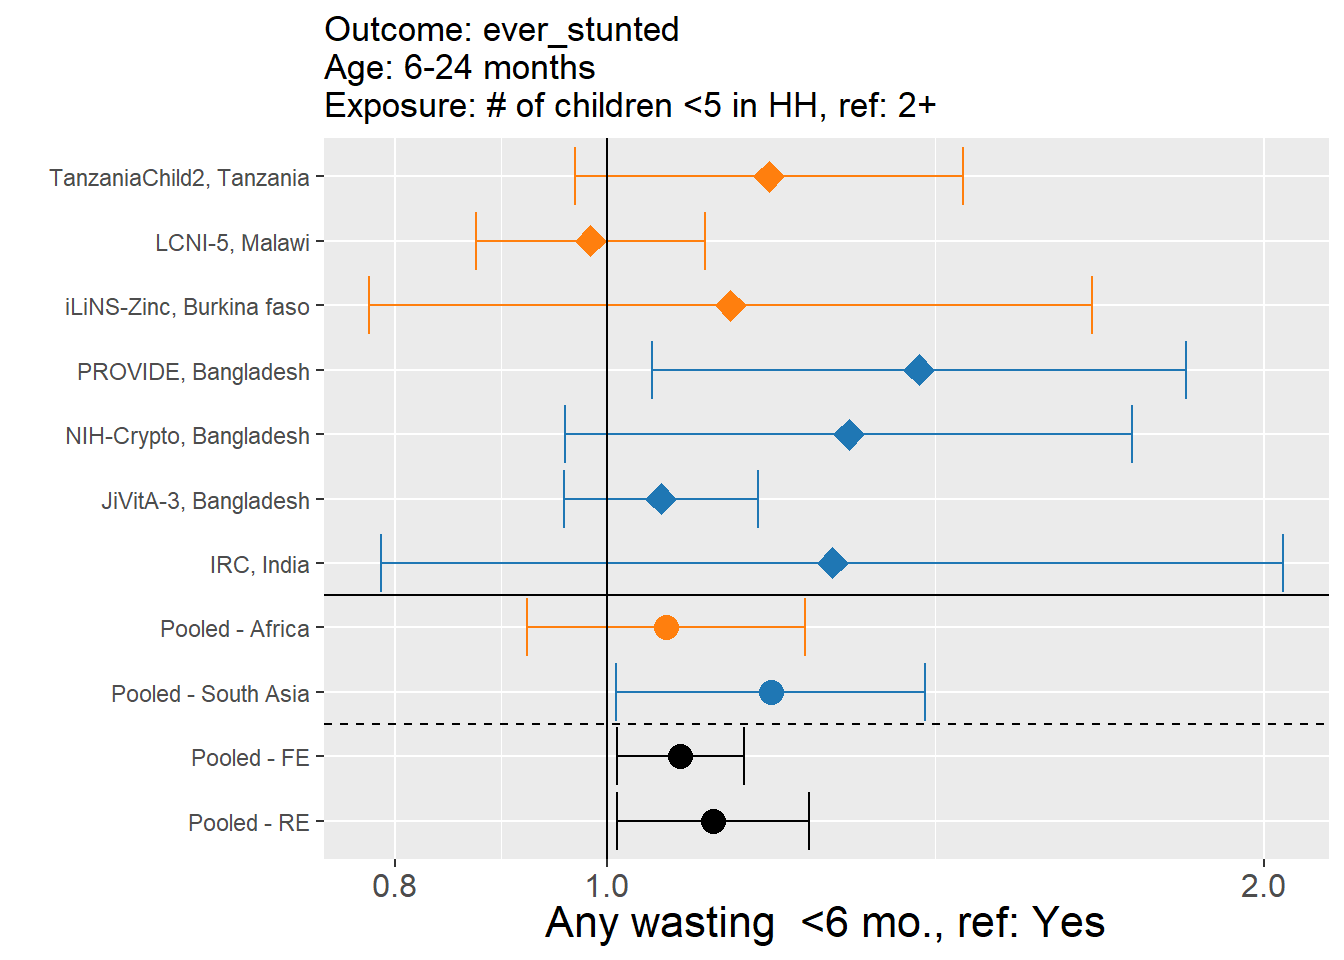 Outcome: ever_stunted
Age: 6-24 months
Exposure: # of children <5 in HH, ref: 2+
TanzaniaChild2, Tanzania
LCNI-5, Malawi
iLiNS-Zinc, Burkina faso
PROVIDE, Bangladesh
NIH-Crypto, Bangladesh
JiVitA-3, Bangladesh
IRC, India
Pooled - Africa
Pooled - South Asia
Pooled - FE
Pooled - RE
0.8 1.0 2.0
Any wasting  <6 mo., ref: Yes